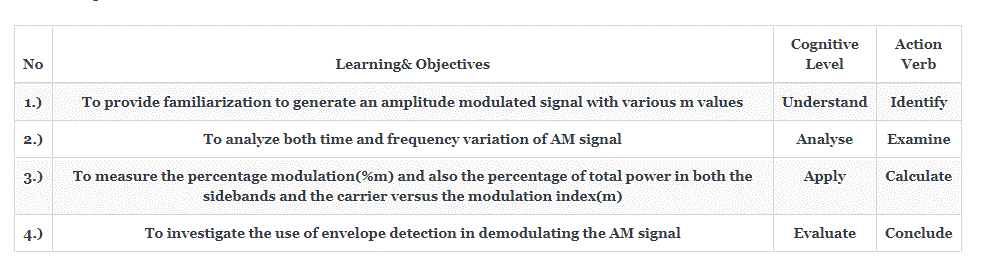 No Learning& Objectives Cognitive Level Action Verb
1.) To provide familiarization to generate an amplitude modulated signal with various m values Understand Identify
2.) To analyze both time and frequency variation of AM signal Analyse Examine
3.) To measure the percentage modulation(%m) and also the percentage of total power in both the
sidebands and the carrier versus the modulation index(m) Apply Calculate
4.) To investigate the use of envelope detection in demodulating the AM signal Evaluate Conclude